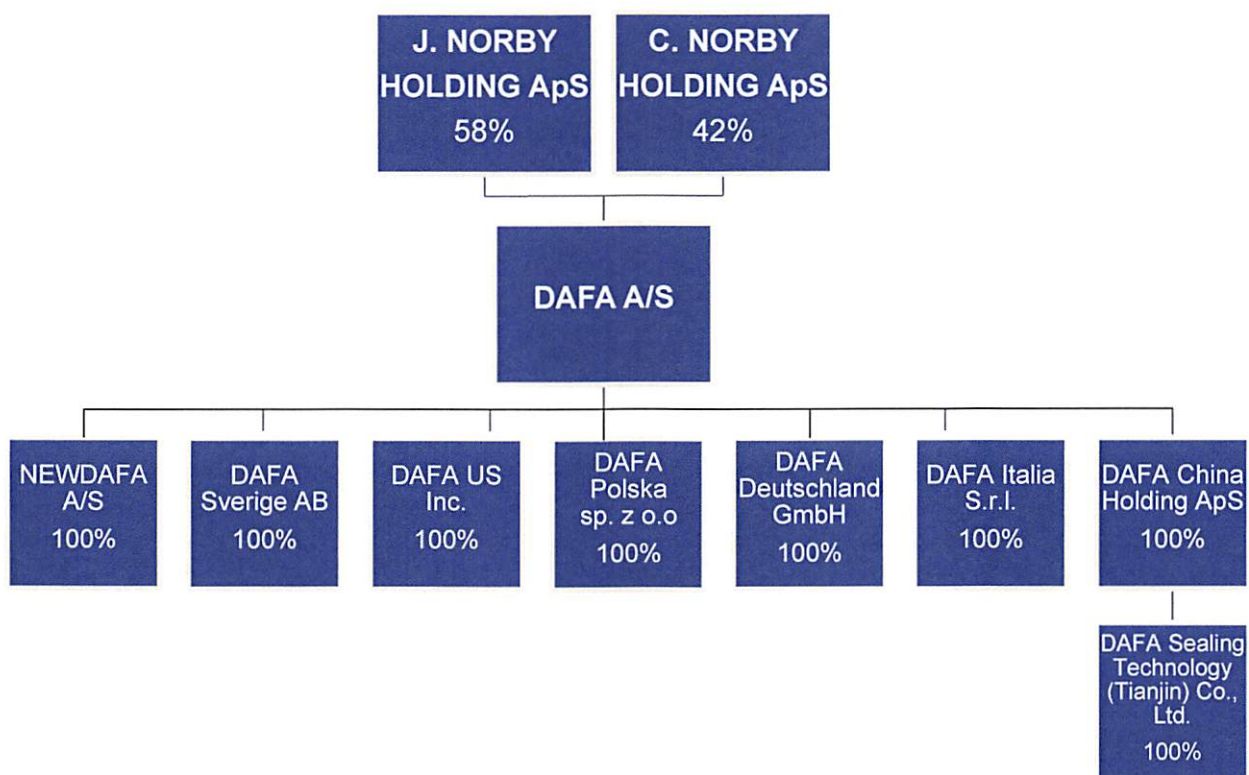 J. NORBY
HOLDING ApS
58%
C. NORBY
HOLDING ApS
42%
DAFA A/S
NEWDAFA
A/S
100%
DAFA
Sverige AB
100%
DAFA US
Inc.
100%
DAFA
Polska
sp. z o.o
100%
DAFA
Deutschland
GmbH
100%
DAFA Italia
S.r.l.
100%
DAFA China
Holding ApS
100%
DAFA Sealing
Technology
(Tianjin) Co.,
Ltd.
100%